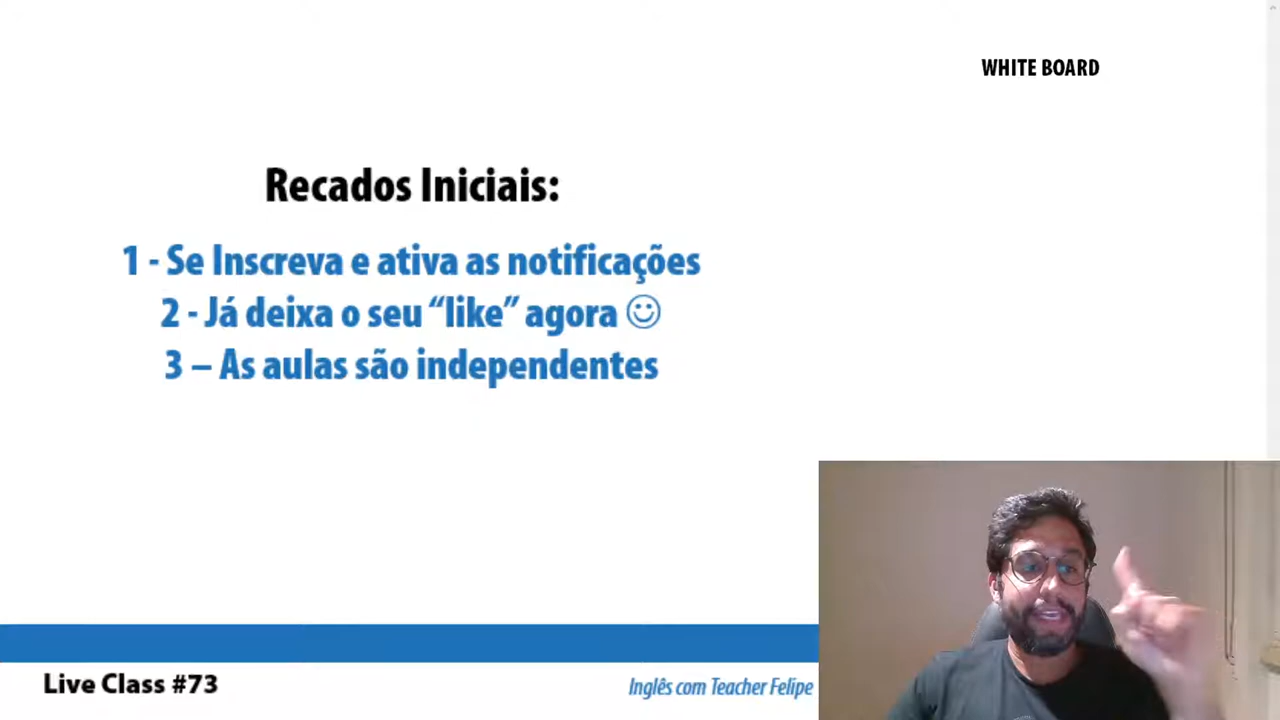 WHITE BOARD
Recados Iniciais:
1 - Se Inscreva e ativa as notificações
2 - Já deixa o seu “like” agora ☺
3 – As aulas são independentes
Live Class #73
Inglês com Teacher Felipe